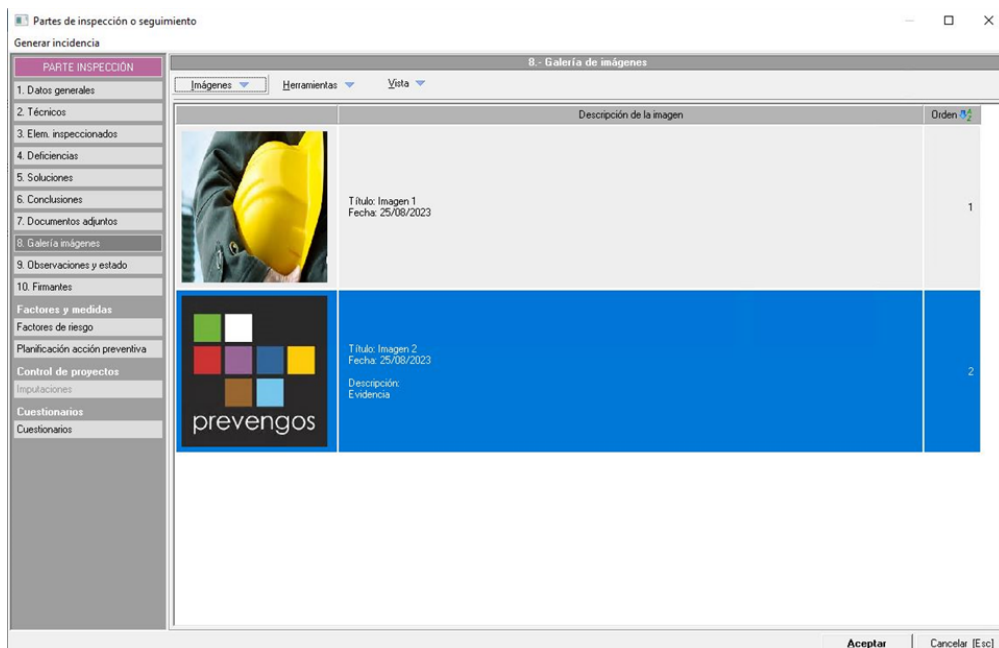 Partes de inspección o seguimiento
Generar incidencia
PARTE INSPECCIÓN
1. Datos generales
2. Técnicos
3. Elem. inspeccionados
4. Deficiencias
5. Soluciones
6. Conclusiones
7. Documentos adjuntos
8. Galería imágenes
9. Observaciones y estado
10. Firmantes
Factores y medidas
Factores de riesgo
Planificación acción preventiva
Control de proyectos
Imputaciones
Cuestionarios
Cuestionarios
8.- Galería de imágenes
Imágenes
Herramientas
Vista
Descripción de la imagen
Orden
Título: Imagen 1
Fecha: 25/08/2023
1
prevengos
Título: Imagen 2
Fecha: 25/08/2023
Descripción:
Evidencia
2
Aceptar
Cancelar [Esc]